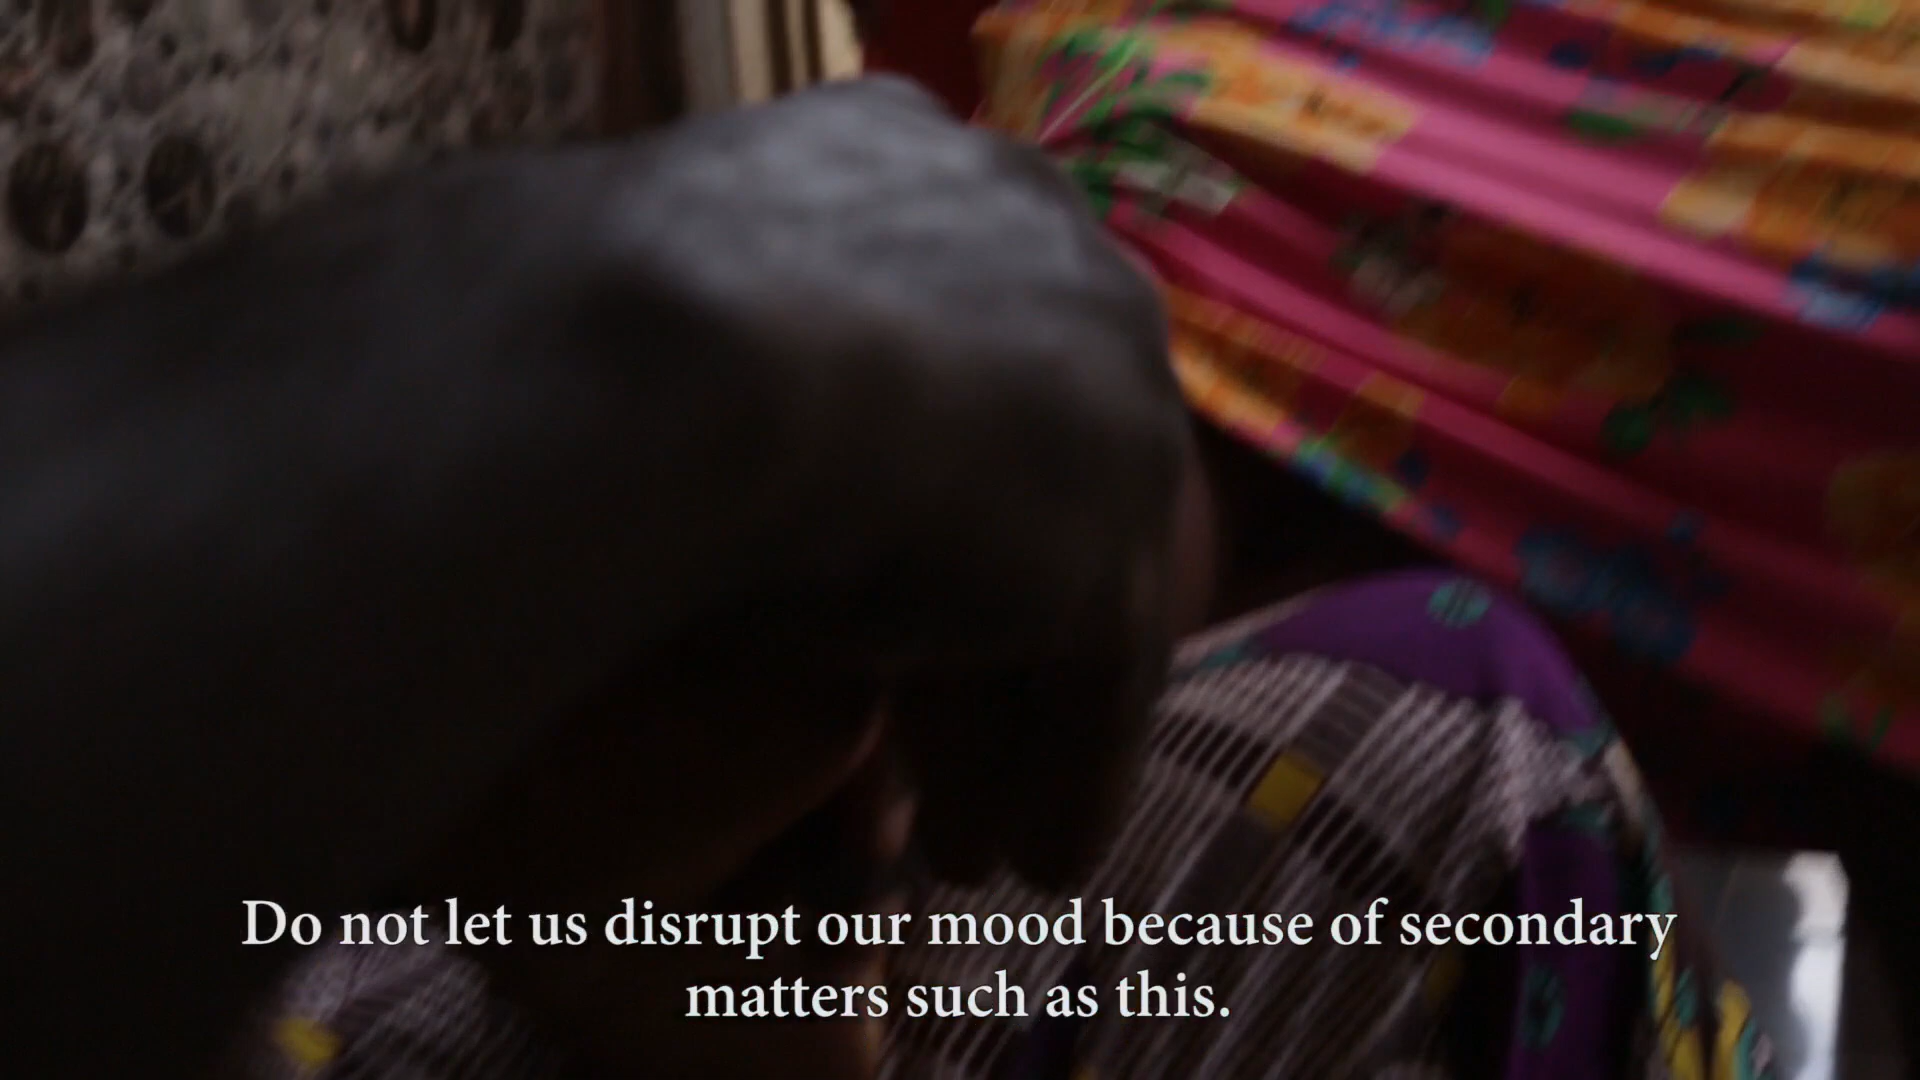 Do not let us disrupt our mood because of secondary
matters such as this.